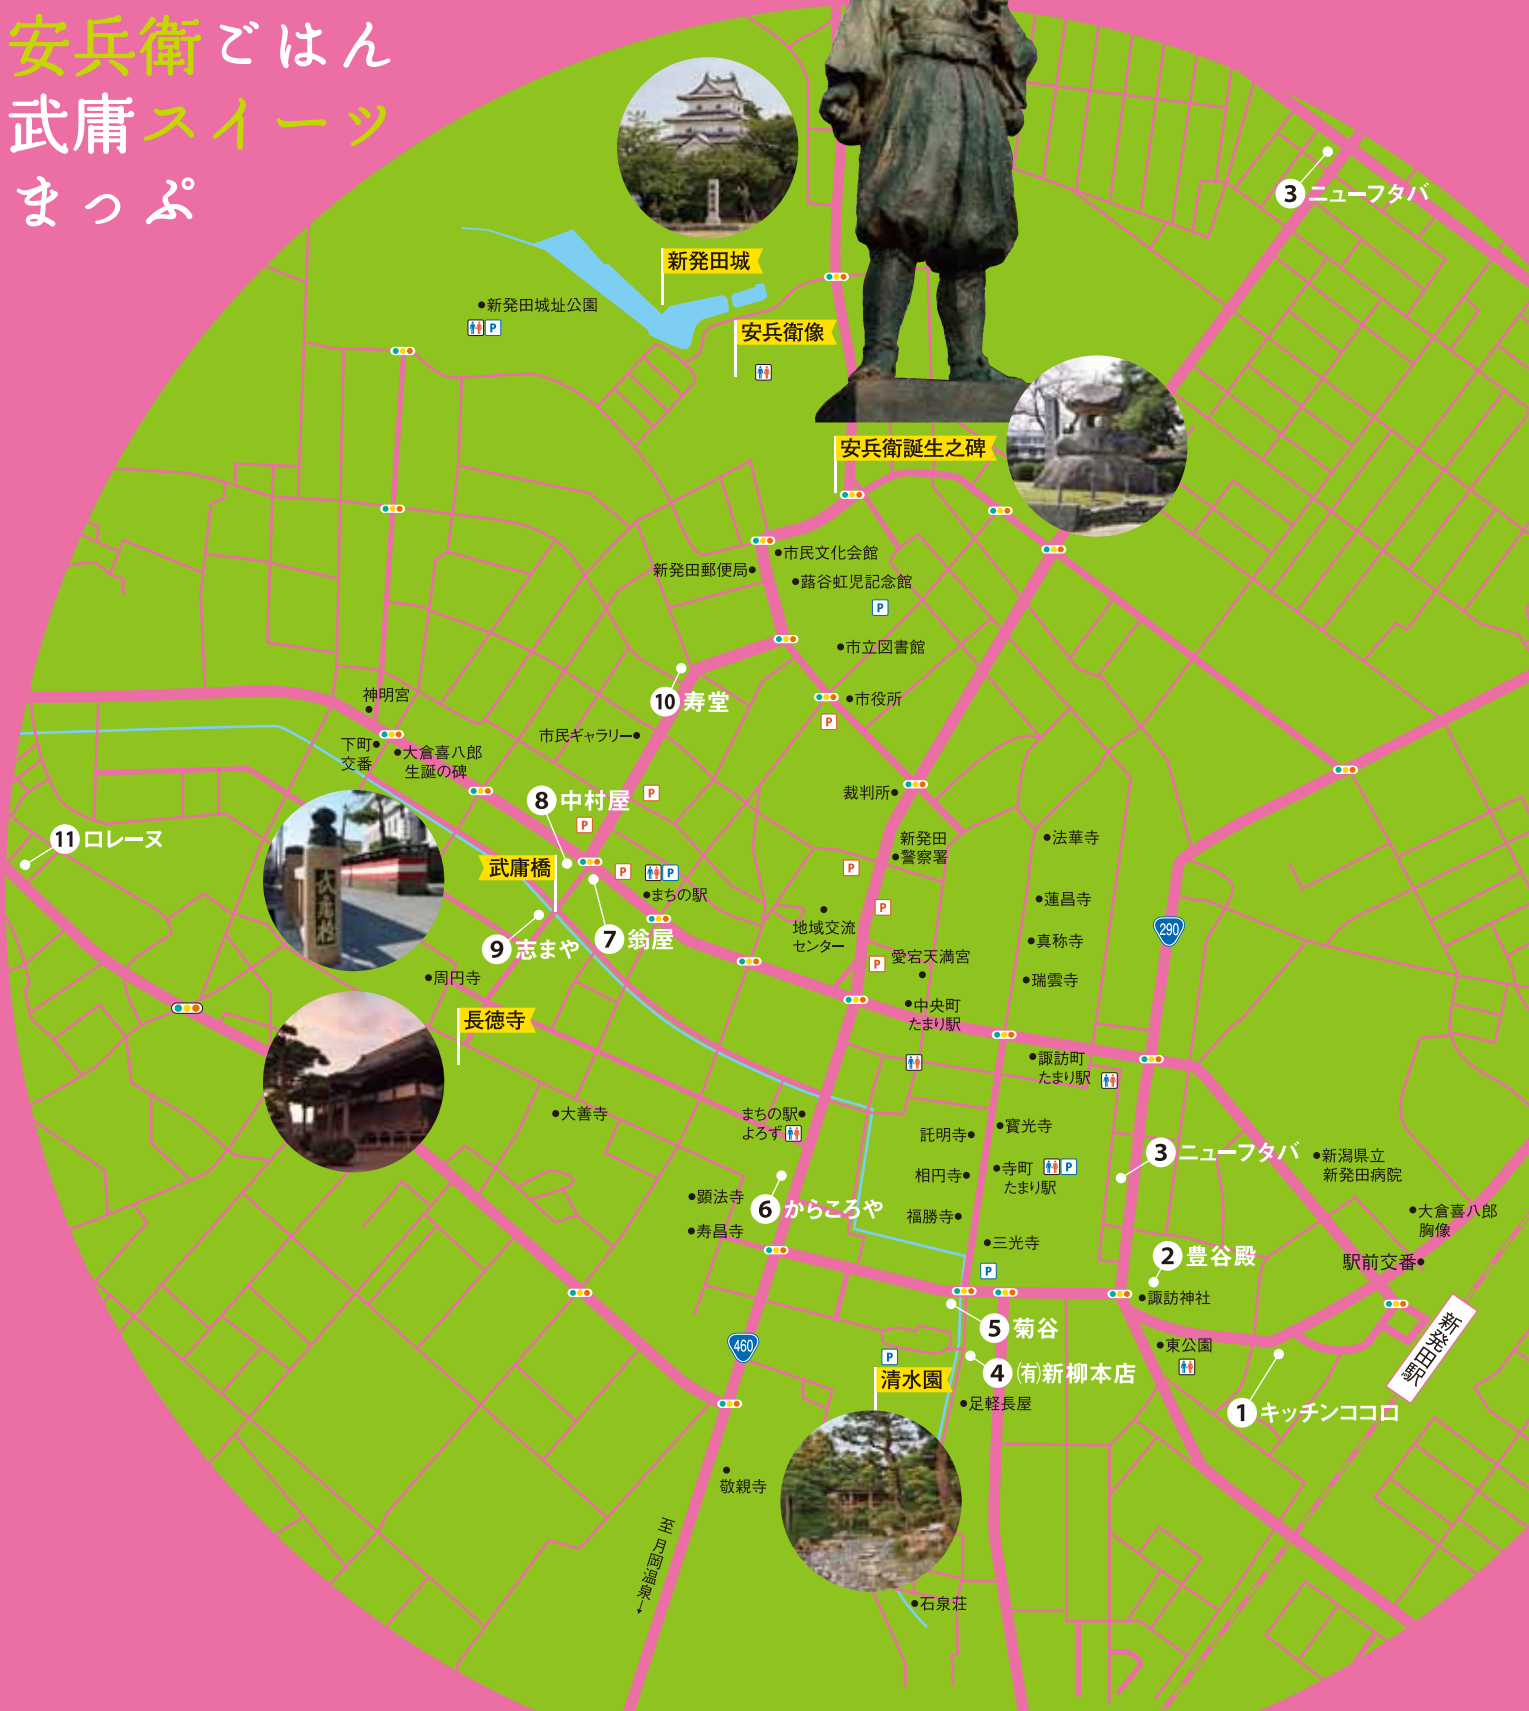 安兵衛ごはん
武庸スイーツ
まっぷ
3 ニューフタバ
新発田城
●新発田城址公園
P
安兵衛像
安兵衛誕生之碑
●市民文化会館
新発田郵便局●
●蕗谷虹児記念館
P
●市立図書館
10 寿堂
●市役所
P
神明宮
市民ギャラリー●
下町
交番
●大倉喜八郎
生誕の碑
裁判所●
8 中村屋
P
P
新発田
●警察署
●法華寺
11 ロレーヌ
武庸橋
P
P
P
●まちの駅
P
●蓮昌寺
地域交流
センター
290
●真称寺
9 志まや
7 翁屋
P
愛宕天満宮
●周円寺
●瑞雲寺
●中央町
たまり駅
長徳寺
●諏訪町
たまり駅
●大善寺
まちの駅●
よろず
託明寺●
●寳光寺
3 ニューフタバ
●新潟県立
新発田病院
相円寺●
●寺町
たまり駅
P
●顕法寺
6 からころや
福勝寺●
●大倉喜八郎
胸像
●寿昌寺
●三光寺
2 豊谷殿
駅前交番●
P
●諏訪神社
5 菊谷
新発田駅
460
P
●東公園
4 (有)新柳本店
清水園
●足軽長屋
1 キッチンココロ
敬親寺
至 月岡温泉→
●石泉荘